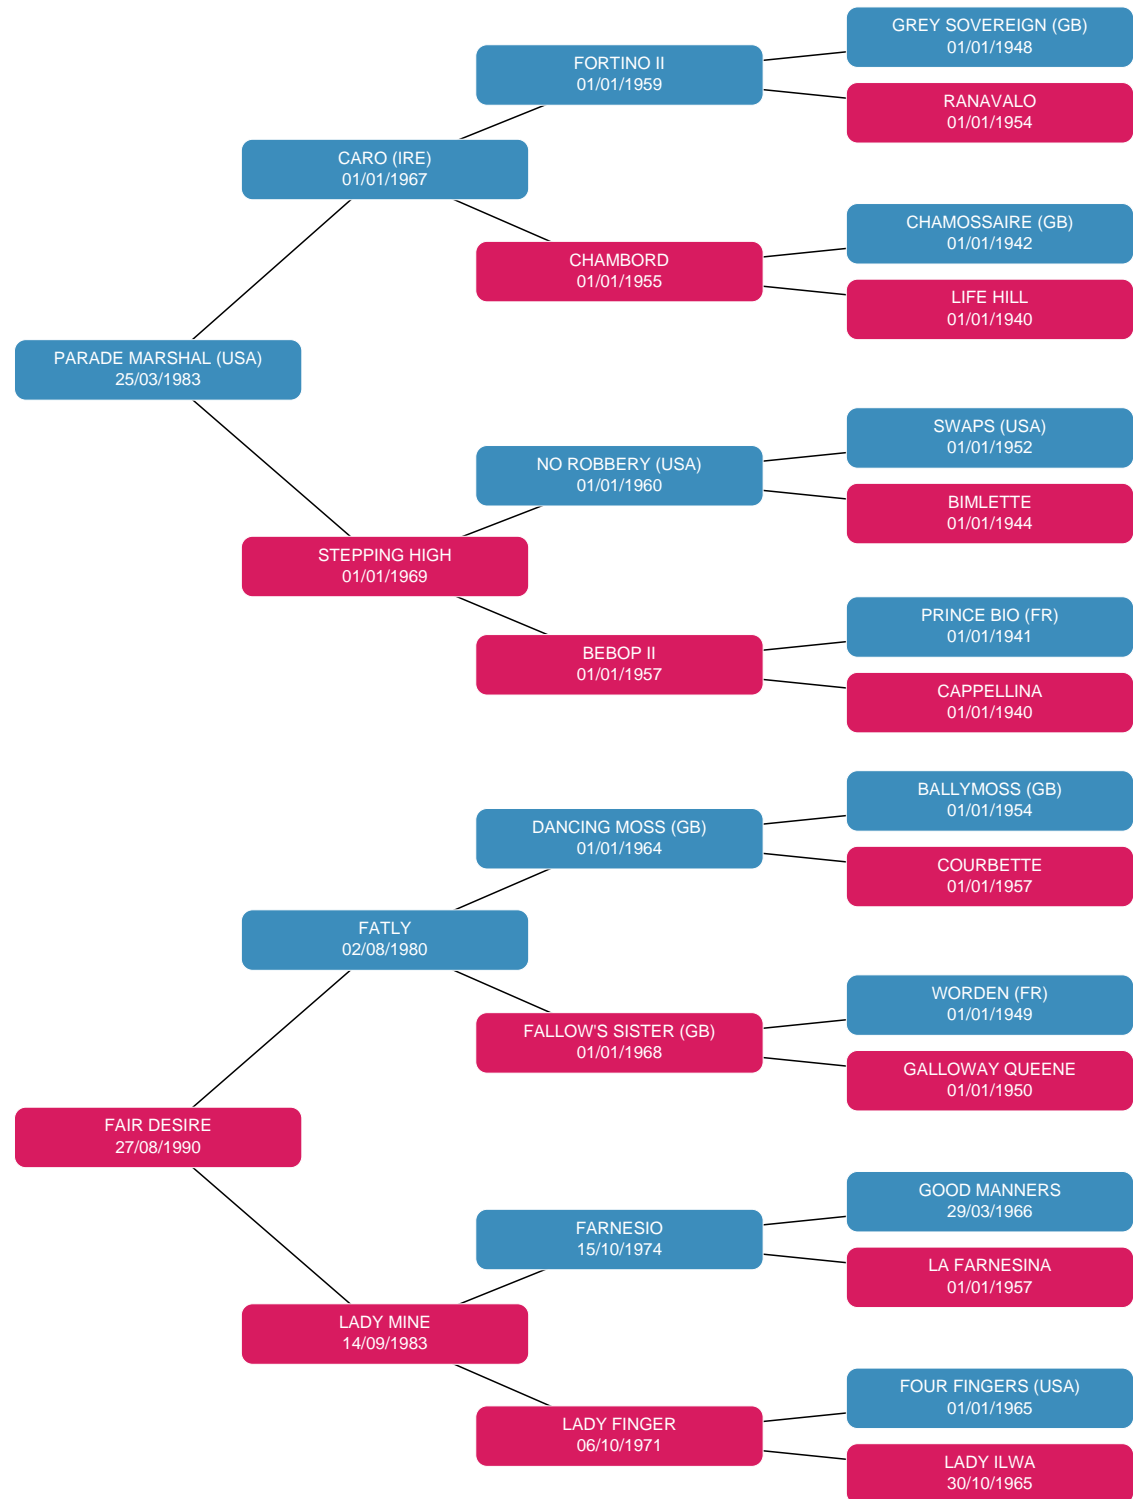 GREY SOVEREIGN (GB)
01/01/1948
FORTINO II
01/01/1959
RANAVALO
01/01/1954
CARO (IRE)
01/01/1967
CHAMOSSAIRE (GB)
01/01/1942
CHAMBORD
01/01/1955
LIFE HILL
01/01/1940
PARADE MARSHAL (USA)
25/03/1983
SWAPS (USA)
01/01/1952
NO ROBBERY (USA)
01/01/1960
BIMLETTE
01/01/1944
STEPPING HIGH
01/01/1969
PRINCE BIO (FR)
01/01/1941
BEBOP II
01/01/1957
CAPPELLINA
01/01/1940
BALLYMOSS (GB)
01/01/1954
DANCING MOSS (GB)
01/01/1964
COURBETTE
01/01/1957
FATLY
02/08/1980
WORDEN (FR)
01/01/1949
FALLOW'S SISTER (GB)
01/01/1968
GALLOWAY QUEENE
01/01/1950
FAIR DESIRE
27/08/1990
GOOD MANNERS
29/03/1966
FARNESIO
15/10/1974
LA FARNESINA
01/01/1957
LADY MINE
14/09/1983
FOUR FINGERS (USA)
01/01/1965
LADY FINGER
06/10/1971
LADY ILWA
30/10/1965